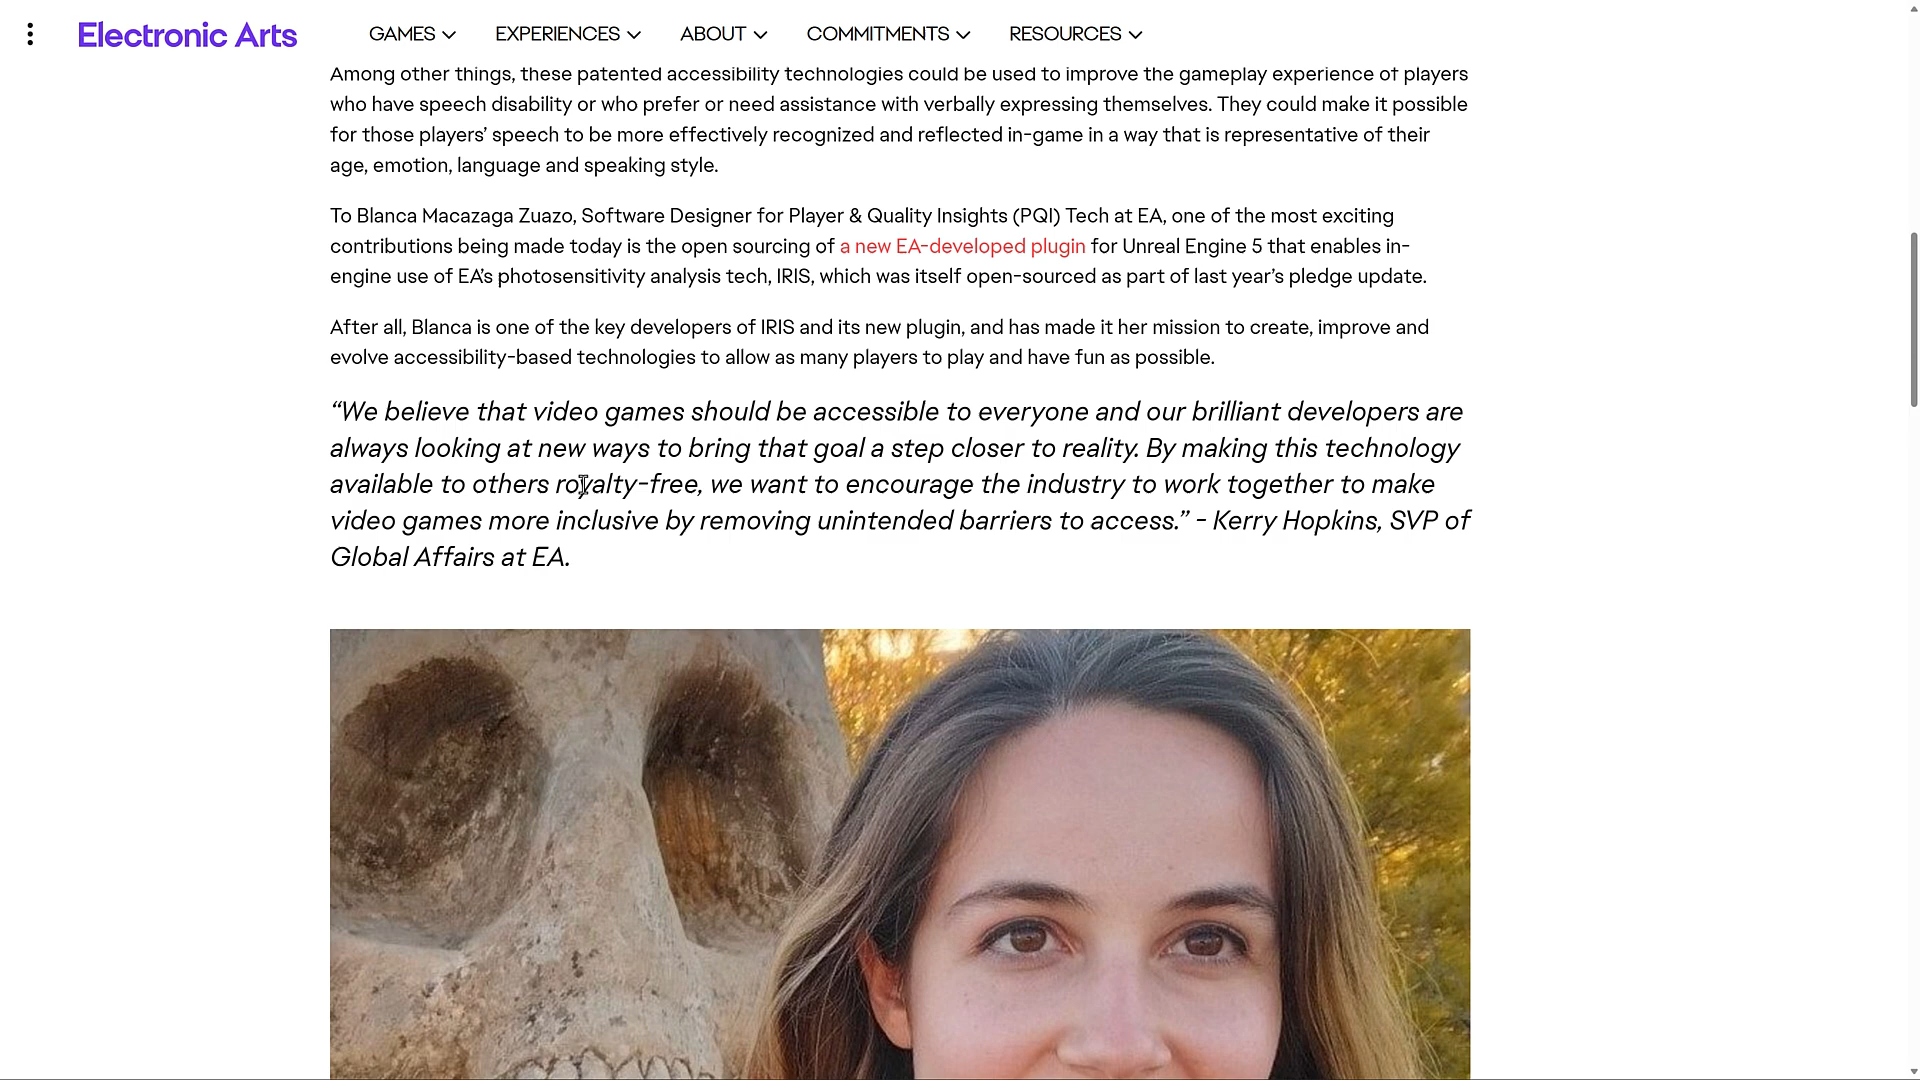 Electronic Arts
GAMES
EXPERIENCES
ABOUT
COMMITMENTS
RESOURCES
Among other things, these patented accessibility technologies could be used to improve the gameplay experience of players
who have speech disability or who prefer or need assistance with verbally expressing themselves. They could make it possible
for those players’ speech to be more effectively recognized and reflected in-game in a way that is representative of their
age, emotion, language and speaking style.
To Blanca Macazaga Zuazo, Software Designer for Player & Quality Insights (PQI) Tech at EA, one of the most exciting
contributions being made today is the open sourcing of a new EA-developed plugin for Unreal Engine 5 that enables in-
engine use of EA’s photosensitivity analysis tech, IRIS, which was itself open-sourced as part of last year’s pledge update.
After all, Blanca is one of the key developers of IRIS and its new plugin, and has made it her mission to create, improve and
evolve accessibility-based technologies to allow as many players to play and have fun as possible.
“We believe that video games should be accessible to everyone and our brilliant developers are
always looking at new ways to bring that goal a step closer to reality. By making this technology
available to others royalty-free, we want to encourage the industry to work together to make
video games more inclusive by removing unintended barriers to access.” - Kerry Hopkins, SVP of
Global Affairs at EA.